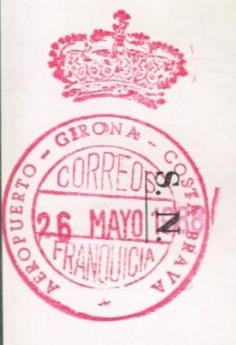 AEROPUERTO - GIRONA - COSTA BRAVA
CORREOS
26 MAYO
FRANQUICIA
S. N.